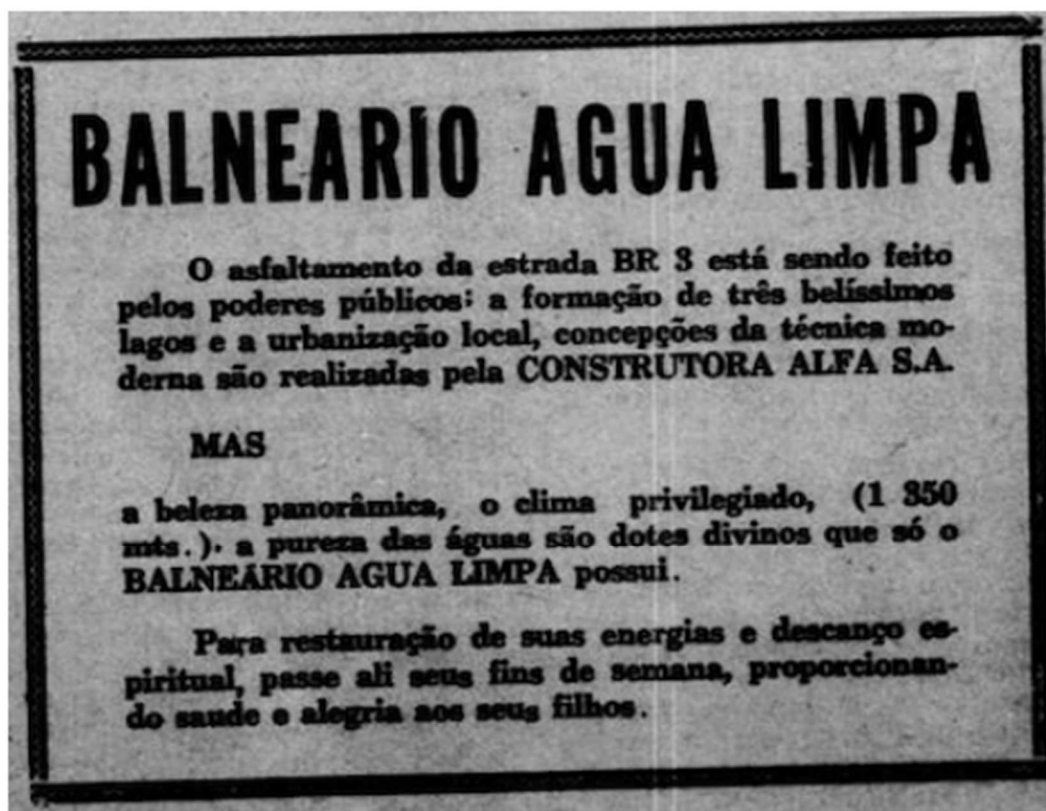 BALNEARIO AGUA LIMPA
O asfaltamento da estrada BR 3 está sendo feito
pelos poderes públicos; a formação de três belíssimos
lagos e a urbanização local, concepções da técnica mo-
derna são realizadas pela CONSTRUTORA ALFA S.A.
MAS
a beleza panorâmica, o clima privilegiado, (1 350
mts.). a pureza das águas são dotes divinos que só o
BALNEÁRIO AGUA LIMPA possui.
Para restauração de suas energias e descanço es-
piritual, passe ali seus fins de semana, proporcionan-
do saude e alegria aos seus filhos.